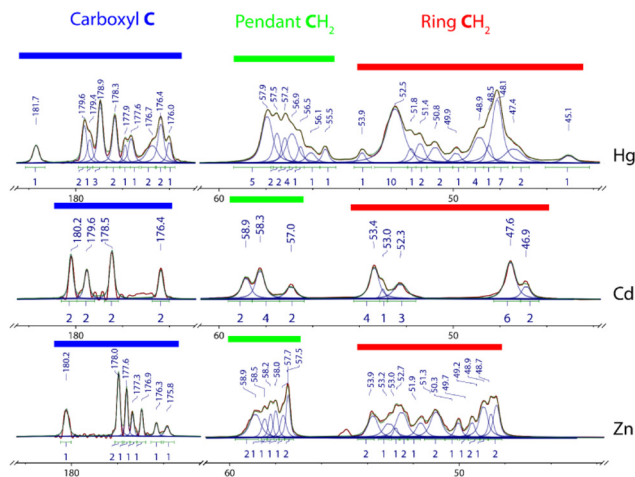 Carboxyl C Pendant CH2 Ring CH2
181.7 179.6 179.4 178.9 178.3 177.9 177.6 176.7 176.4 176.0 57.9 57.5 57.2 56.9 56.5 56.1 55.5 53.9 52.5 51.8 51.4 50.8 49.9 48.9 48.5 48.1 47.4 45.1
Hg
1 2 1 3 2 1 1 2 2 1 5 2 2 4 1 1 1 1 10 1 2 2 1 4 1 7 2 1
180 60 50
180.2 179.6 178.5 176.4 58.9 58.3 57.0 53.4 53.0 52.3 47.6 46.9
Cd
2 2 2 2 2 4 2 4 1 3 6 2
180 60 50
180.2 178.0 177.6 177.3 176.9 176.3 175.8 58.9 58.5 58.2 58.0 57.7 57.5 53.9 53.2 53.0 52.7 51.9 51.3 50.3 49.7 49.2 48.9 48.7
Zn
1 2 1 1 1 1 1 2 1 1 1 1 2 2 1 1 2 1 2 1 1 2 2
180 60 50